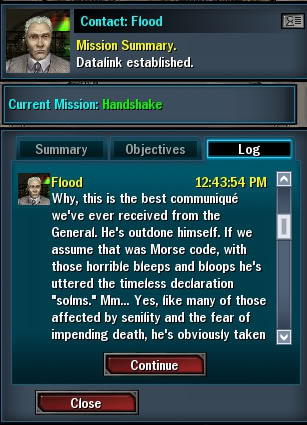 Contact: Flood
Mission Summary.
Datalink established.
Current Mission: Handshake
Summary
Objectives
Log
Flood
12:43:54 PM
Why, this is the best communiqué
we've ever received from the
General. He's outdone himself. If we
assume that was Morse code, with
those horrible bleeps and bloops he's
uttered the timeless declaration
"solms." Mm... Yes, like many of those
affected by senility and the fear of
impending death, he's obviously taken
Continue
Close